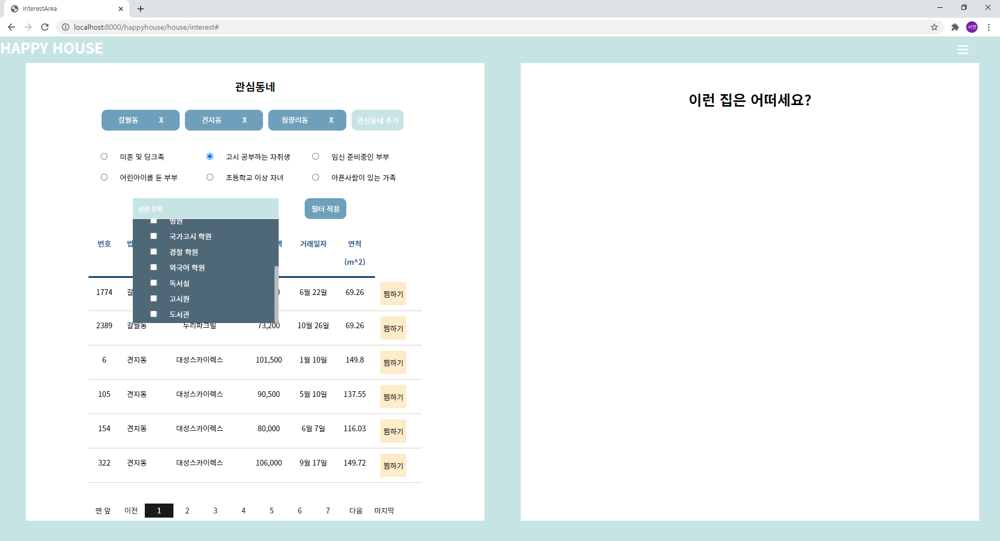 interestArea
localhost:8000/happyhouse/house/interest#
서연
HAPPY HOUSE
관심동네
갈월동 X 견지동 X 청량리동 X 관심동네 추가
미혼 및 딩크족 고시 공부하는 자취생 임신 준비중인 부부
어린아이를 둔 부부 초등학교 이상 자녀 아픈사람이 있는 가족
상권 분류 필터 적용
병원
국가고시 학원
경찰 학원
외국어 학원
독서실
고시원
도서관
번호 법 거래일자 면적
(m^2)
1774 갈 6월 22일 69.26 찜하기
2389 갈월동 누리파크빌 73,200 10월 26일 69.26 찜하기
6 견지동 대성스카이렉스 101,500 1월 10일 149.8 찜하기
105 견지동 대성스카이렉스 90,500 5월 10일 137.55 찜하기
154 견지동 대성스카이렉스 80,000 6월 7일 116.03 찜하기
322 견지동 대성스카이렉스 106,000 9월 17일 149.72 찜하기
맨 앞 이전 1 2 3 4 5 6 7 다음 마지막
이런 집은 어떠세요?